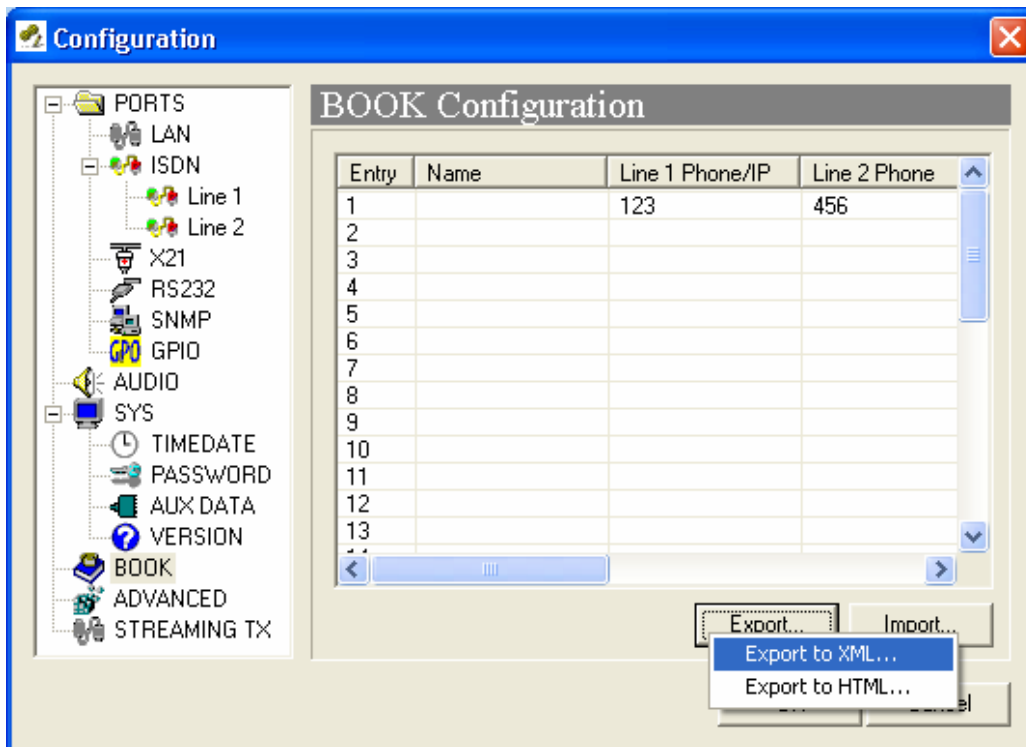 Configuration
PORTS
LAN
ISDN
Line 1
Line 2
X21
RS232
SNMP
GPO GPIO
AUDIO
SYS
TIMEDATE
PASSWORD
AUX DATA
VERSION
BOOK
ADVANCED
STREAMING TX
BOOK Configuration
Entry Name Line 1 Phone/IP Line 2 Phone
1 123 456
2
3
4
5
6
7
8
9
10
11
12
13
Export... Import...
Export to XML...
Export to HTML...